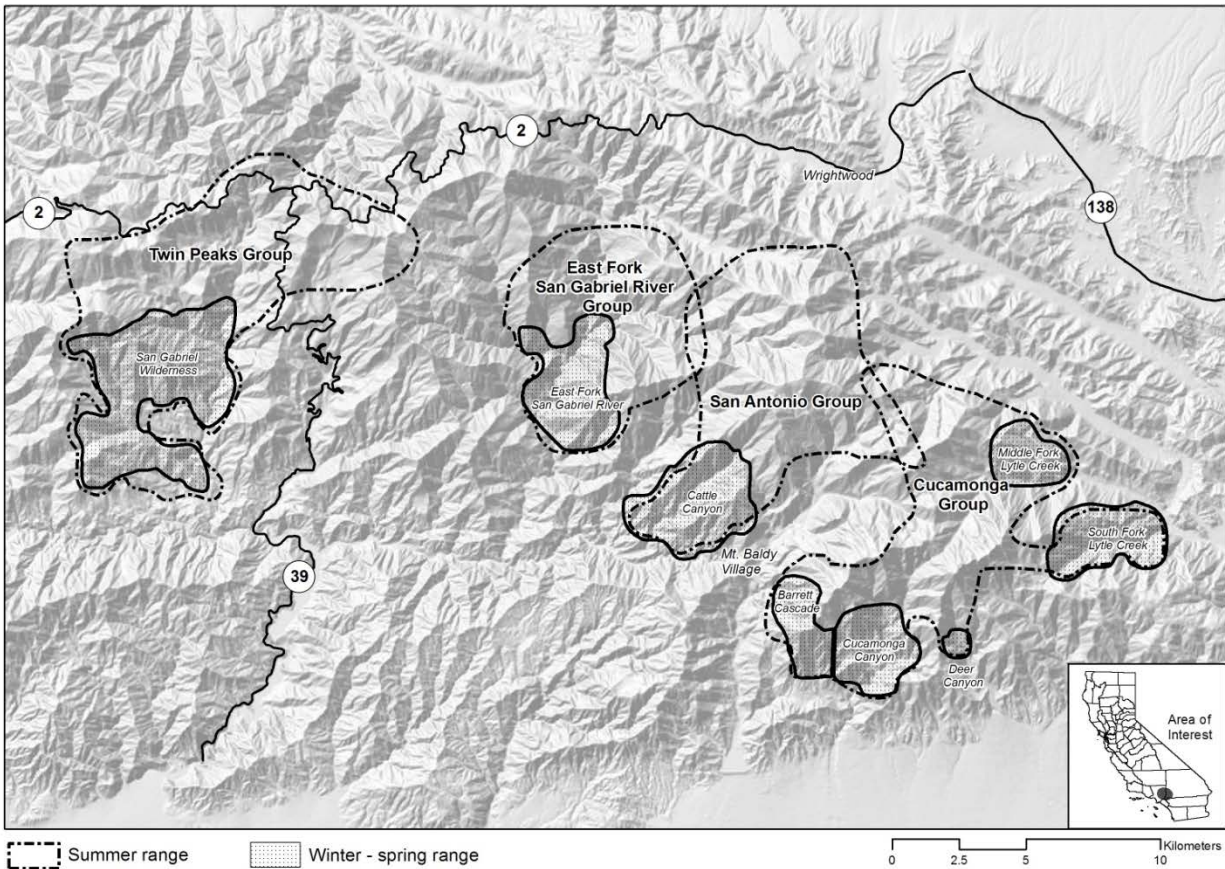 2
Wrightwood
2
138
Twin Peaks Group
East Fork
San Gabriel River
Group
San Gabriel
Wilderness
East Fork
San Gabriel River
San Antonio Group
Middle Fork
Lytle Creek
Cucamonga
Group
Cattle
Canyon
South Fork
Lytle Creek
Mt. Baldy
Village
39
Barrett
Cascade
Cucamonga
Canyon
Deer
Canyon
Area of
Interest
Summer range
Winter - spring range
Kilometers
0 2.5 5 10